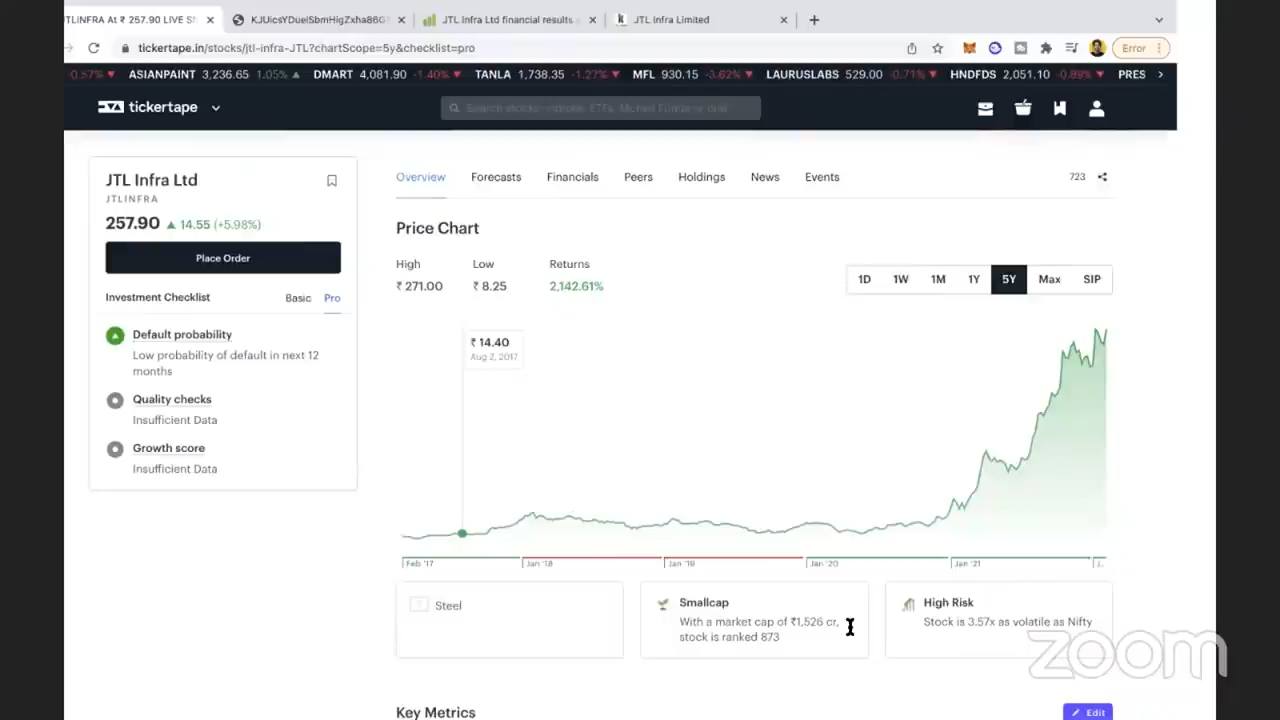 JTLINFRA At ₹ 257.90 LIVE S
KJUicsYDuelSbmHigZxha86G
JTL Infra Ltd financial results
JTL Infra Limited
tickertape.in/stocks/jtl-infra-JTL?chartScope=5y&checklist=pro
Error
-0.57% ▼ ASIANPAINT 3,236.65 1.05% ▲ DMART 4,081.90 -1.40% ▼ TANLA 1,738.35 -1.27% ▼ MFL 930.15 -3.62% ▼ LAURUSLABS 529.00 -0.71% ▼ HNDFDS 2,051.10 -0.89% ▼ PRES
tickertape
Search stocks, ETFs, Mutual Funds
JTL Infra Ltd
JTLINFRA
257.90 ▲ 14.55 (+5.98%)
Place Order
Investment Checklist Basic Pro
Default probability
Low probability of default in next 12
months
Quality checks
Insufficient Data
Growth score
Insufficient Data
Overview Forecasts Financials Peers Holdings News Events
723
Price Chart
High Low Returns
₹ 271.00 ₹ 8.25 2,142.61%
1D 1W 1M 1Y 5Y Max SIP
₹ 14.40
Aug 2, 2017
Feb '17 Jan '18 Jan '19 Jan '20 Jan '21 J..
Steel
Smallcap
With a market cap of ₹1,526 cr,
stock is ranked 873
High Risk
Stock is 3.57x as volatile as Nifty
zoom
Key Metrics
Edit